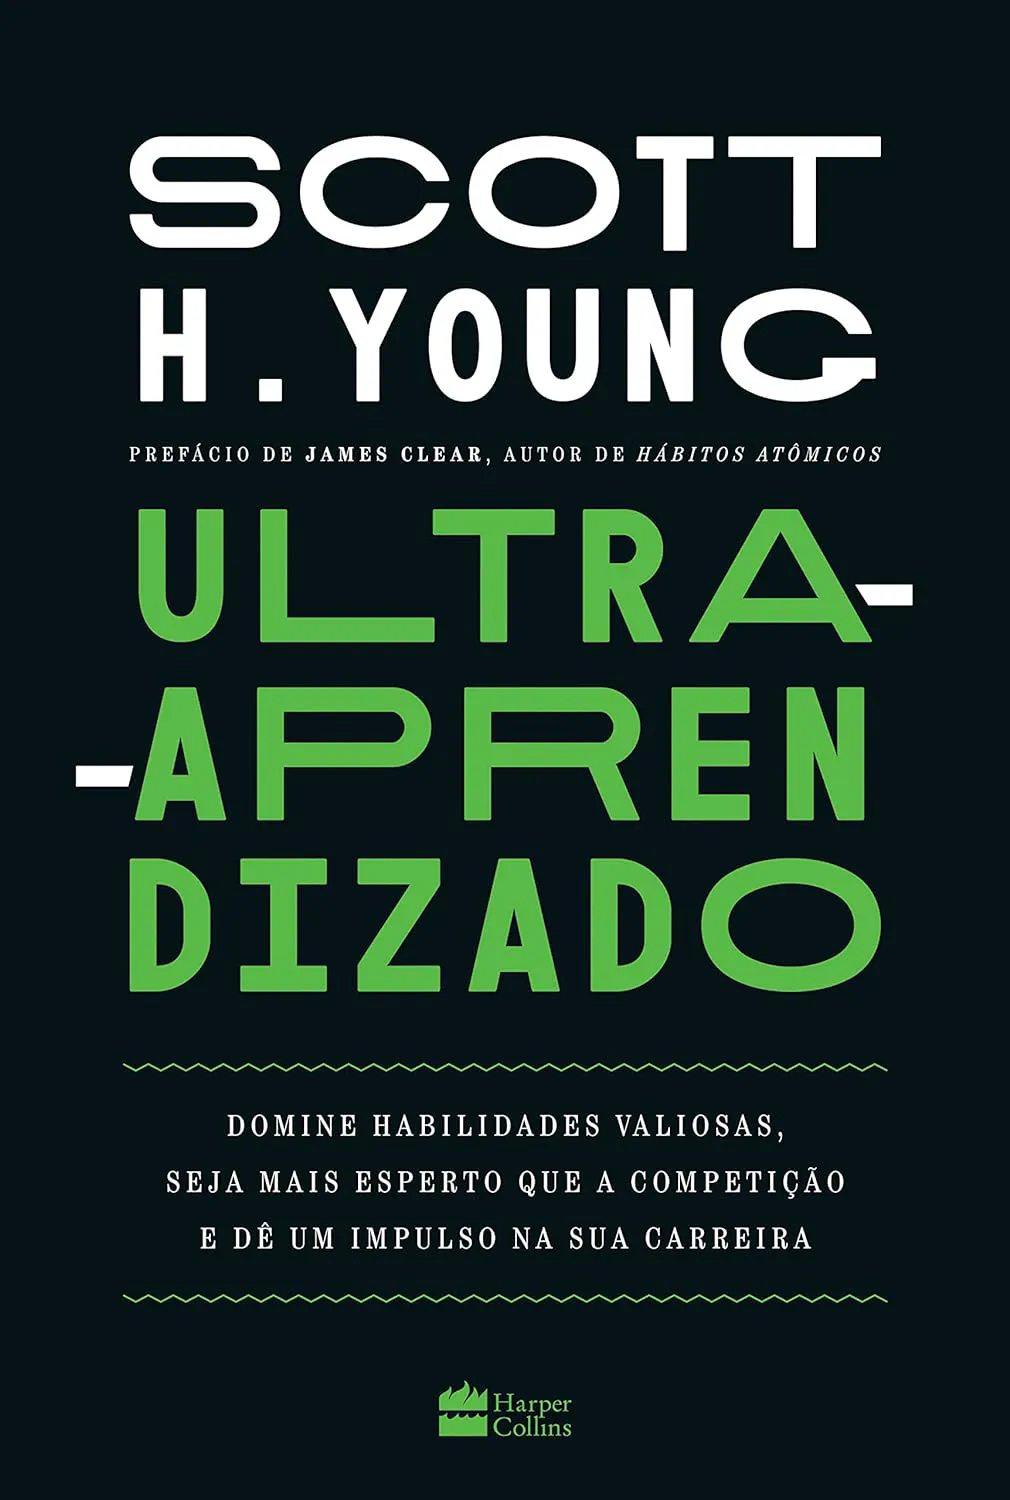 SCOTT
H. YOUNG
PREFÁCIO DE JAMES CLEAR, AUTOR DE HÁBITOS ATÔMICOS
ULTRA-
-APREN
DIZADO
DOMINE HABILIDADES VALIOSAS,
SEJA MAIS ESPERTO QUE A COMPETIÇÃO
E DÊ UM IMPULSO NA SUA CARREIRA
Harper
Collins